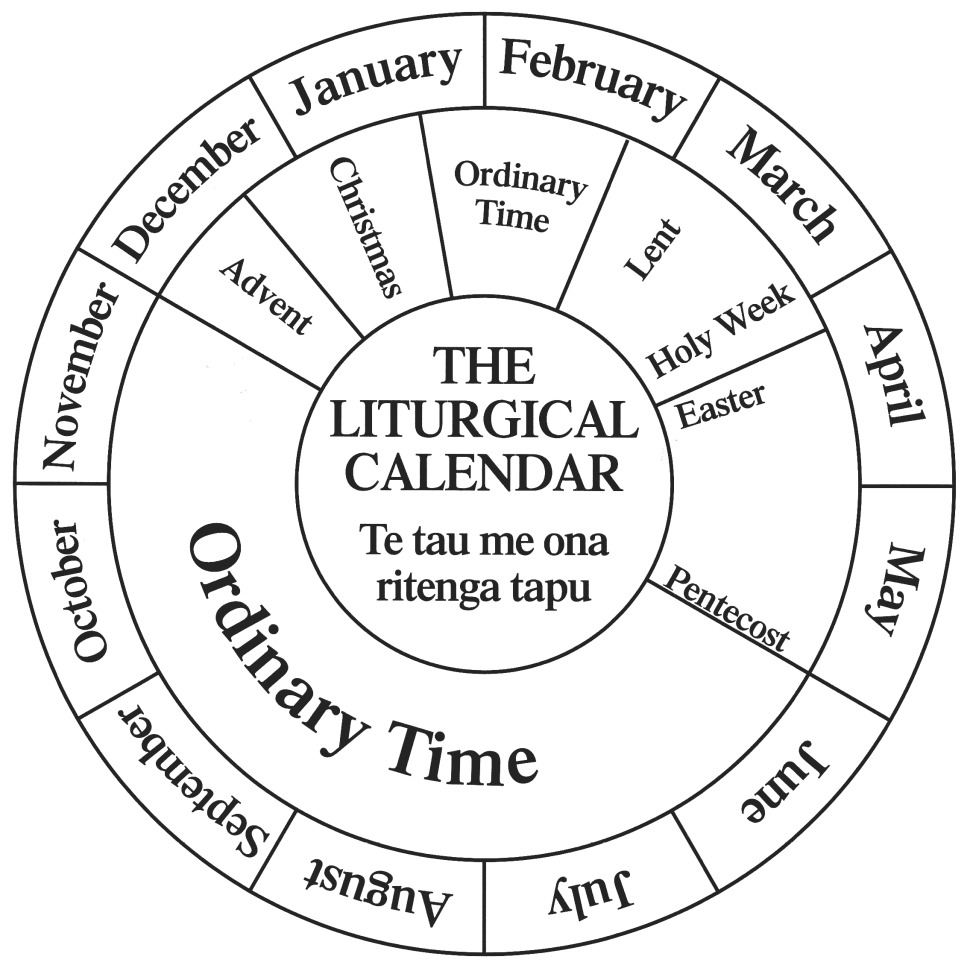 January
February
March
April
May
June
July
August
September
October
November
December
Advent
Christmas
Ordinary
Time
Lent
Holy Week
Easter
Pentecost
Ordinary Time
THE
LITURGICAL
CALENDAR
Te tau me ona
ritenga tapu